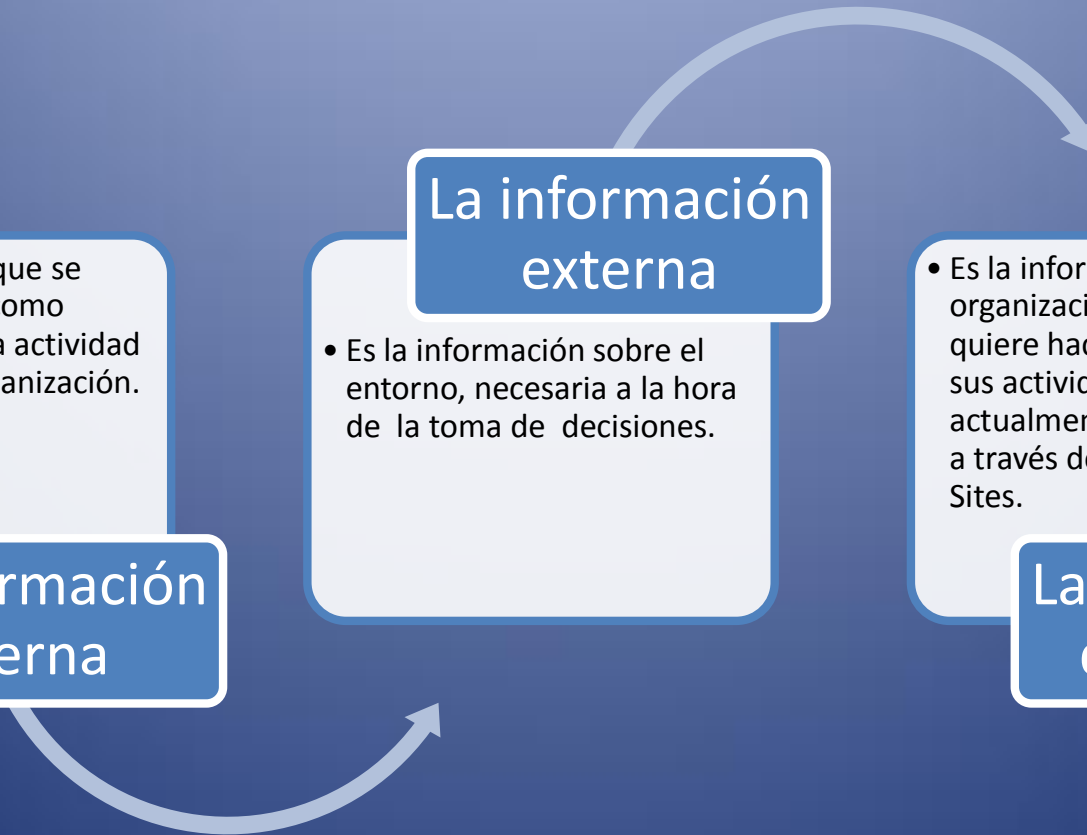 que se
omo
a actividad
anización.
rmación
erna
La información
externa
• Es la información sobre el
entorno, necesaria a la hora
de la toma de decisiones.
• Es la infor
organizaci
quiere hac
sus activid
actualmen
a través de
Sites.
La